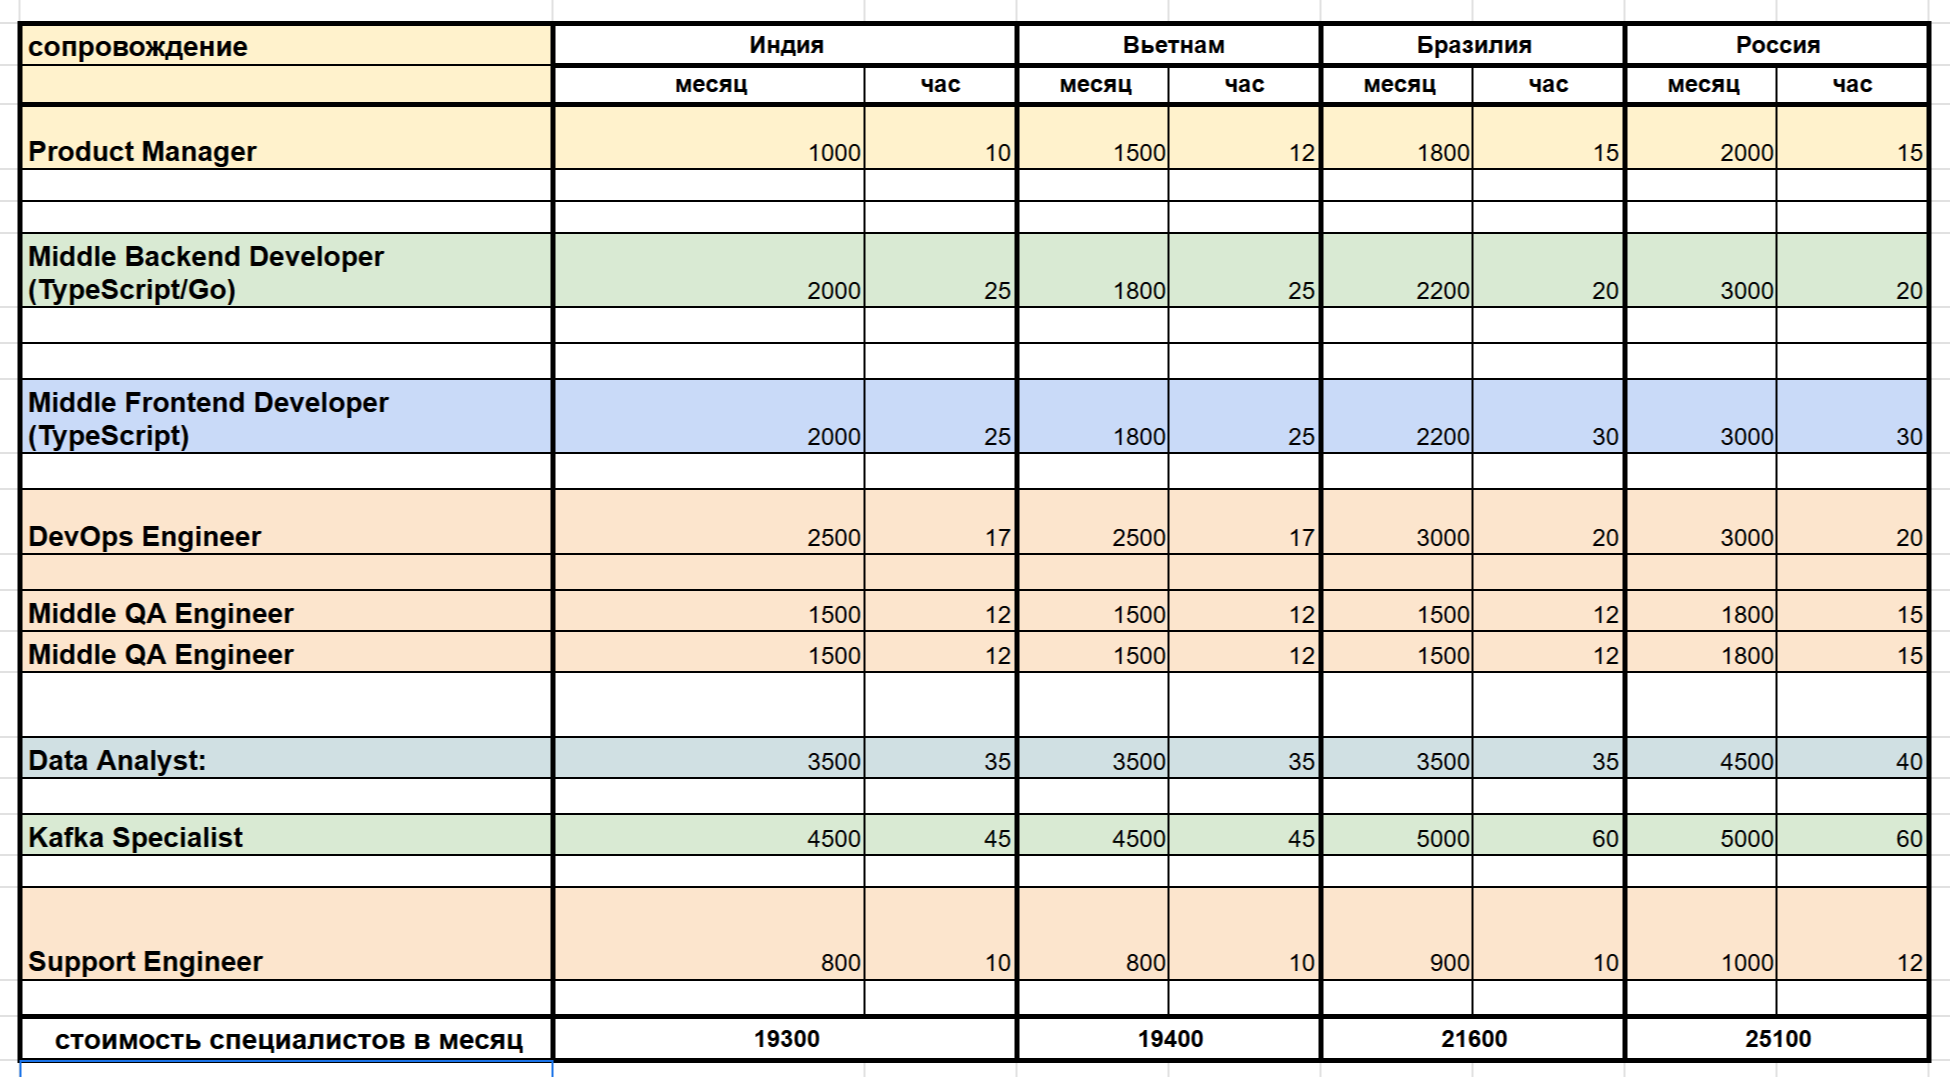 сопровождение Индия Вьетнам Бразилия Россия
месяц час месяц час месяц час месяц час
Product Manager 1000 10 1500 12 1800 15 2000 15
Middle Backend Developer
(TypeScript/Go) 2000 25 1800 25 2200 20 3000 20
Middle Frontend Developer
(TypeScript) 2000 25 1800 25 2200 30 3000 30
DevOps Engineer 2500 17 2500 17 3000 20 3000 20
Middle QA Engineer 1500 12 1500 12 1500 12 1800 15
Middle QA Engineer 1500 12 1500 12 1500 12 1800 15
Data Analyst: 3500 35 3500 35 3500 35 4500 40
Kafka Specialist 4500 45 4500 45 5000 60 5000 60
Support Engineer 800 10 800 10 900 10 1000 12
стоимость специалистов в месяц 19300 19400 21600 25100